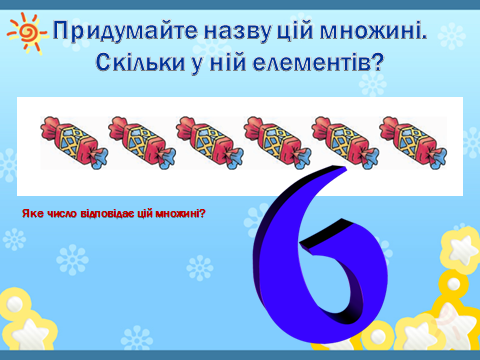 Придумайте назву цій множині.
Скільки у ній елементів?
Яке число відповідає цій множині?
6